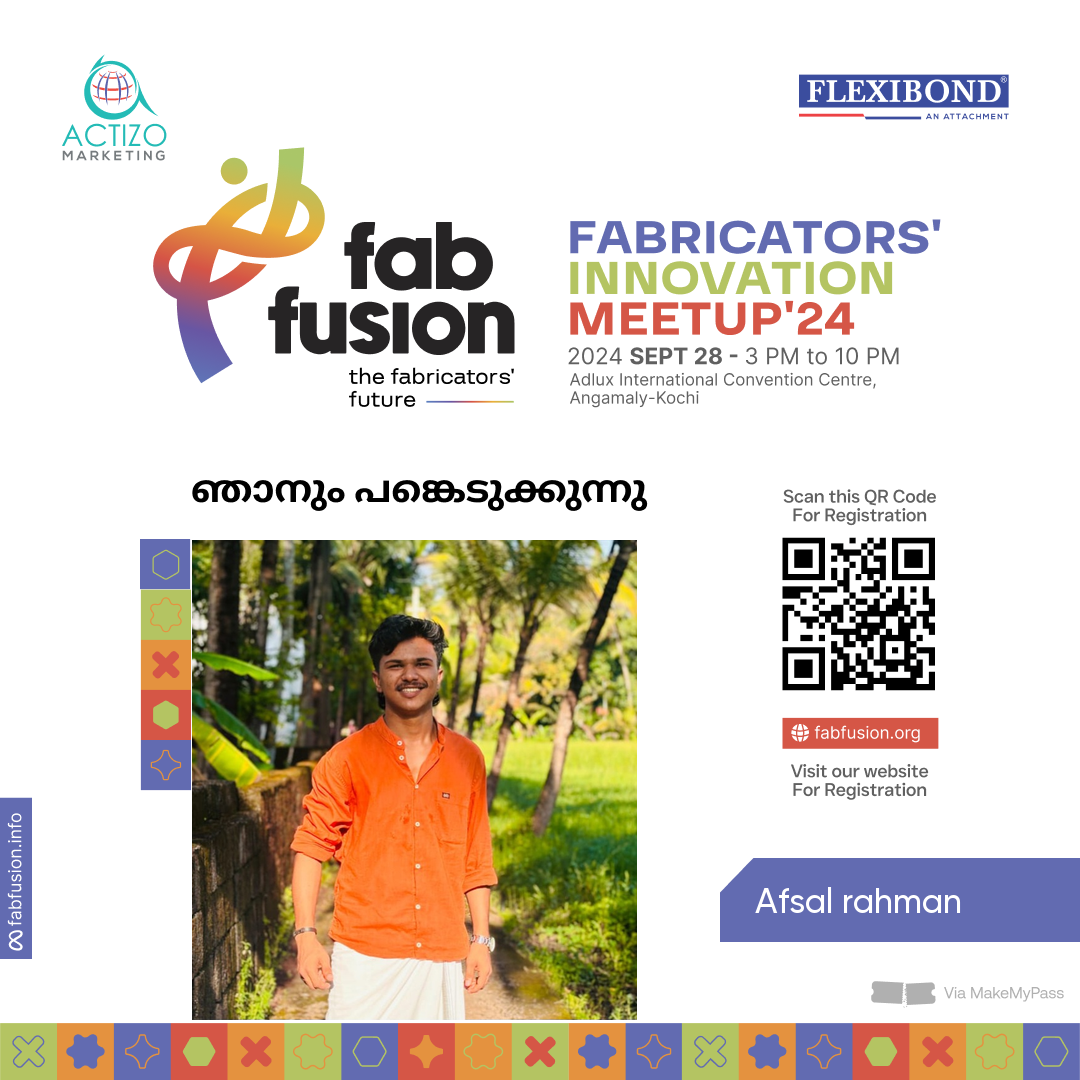 ACTIZO
MARKETING
FLEXIBOND®
AN ATTACHMENT
fab
fusion
the fabricators'
future
FABRICATORS'
INNOVATION
MEETUP'24
2024 SEPT 28 - 3 PM to 10 PM
Adlux International Convention Centre,
Angamaly-Kochi
ഞാനും പങ്കെടുക്കുന്നു
Scan this QR Code
For Registration
fabfusion.org
Visit our website
For Registration
fabfusion.info
Afsal rahman
Via MakeMyPass